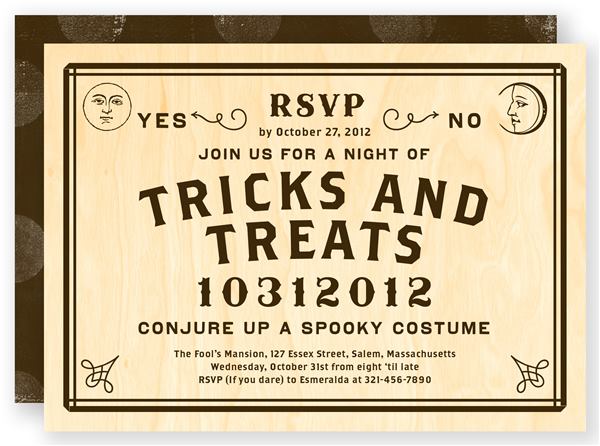 YES RSVP NO
by October 27, 2012
JOIN US FOR A NIGHT OF
TRICKS AND
TREATS
10312012
CONJURE UP A SPOOKY COSTUME
The Fool's Mansion, 127 Essex Street, Salem, Massachusetts
Wednesday, October 31st from eight 'til late
RSVP (If you dare) to Esmeralda at 321-456-7890